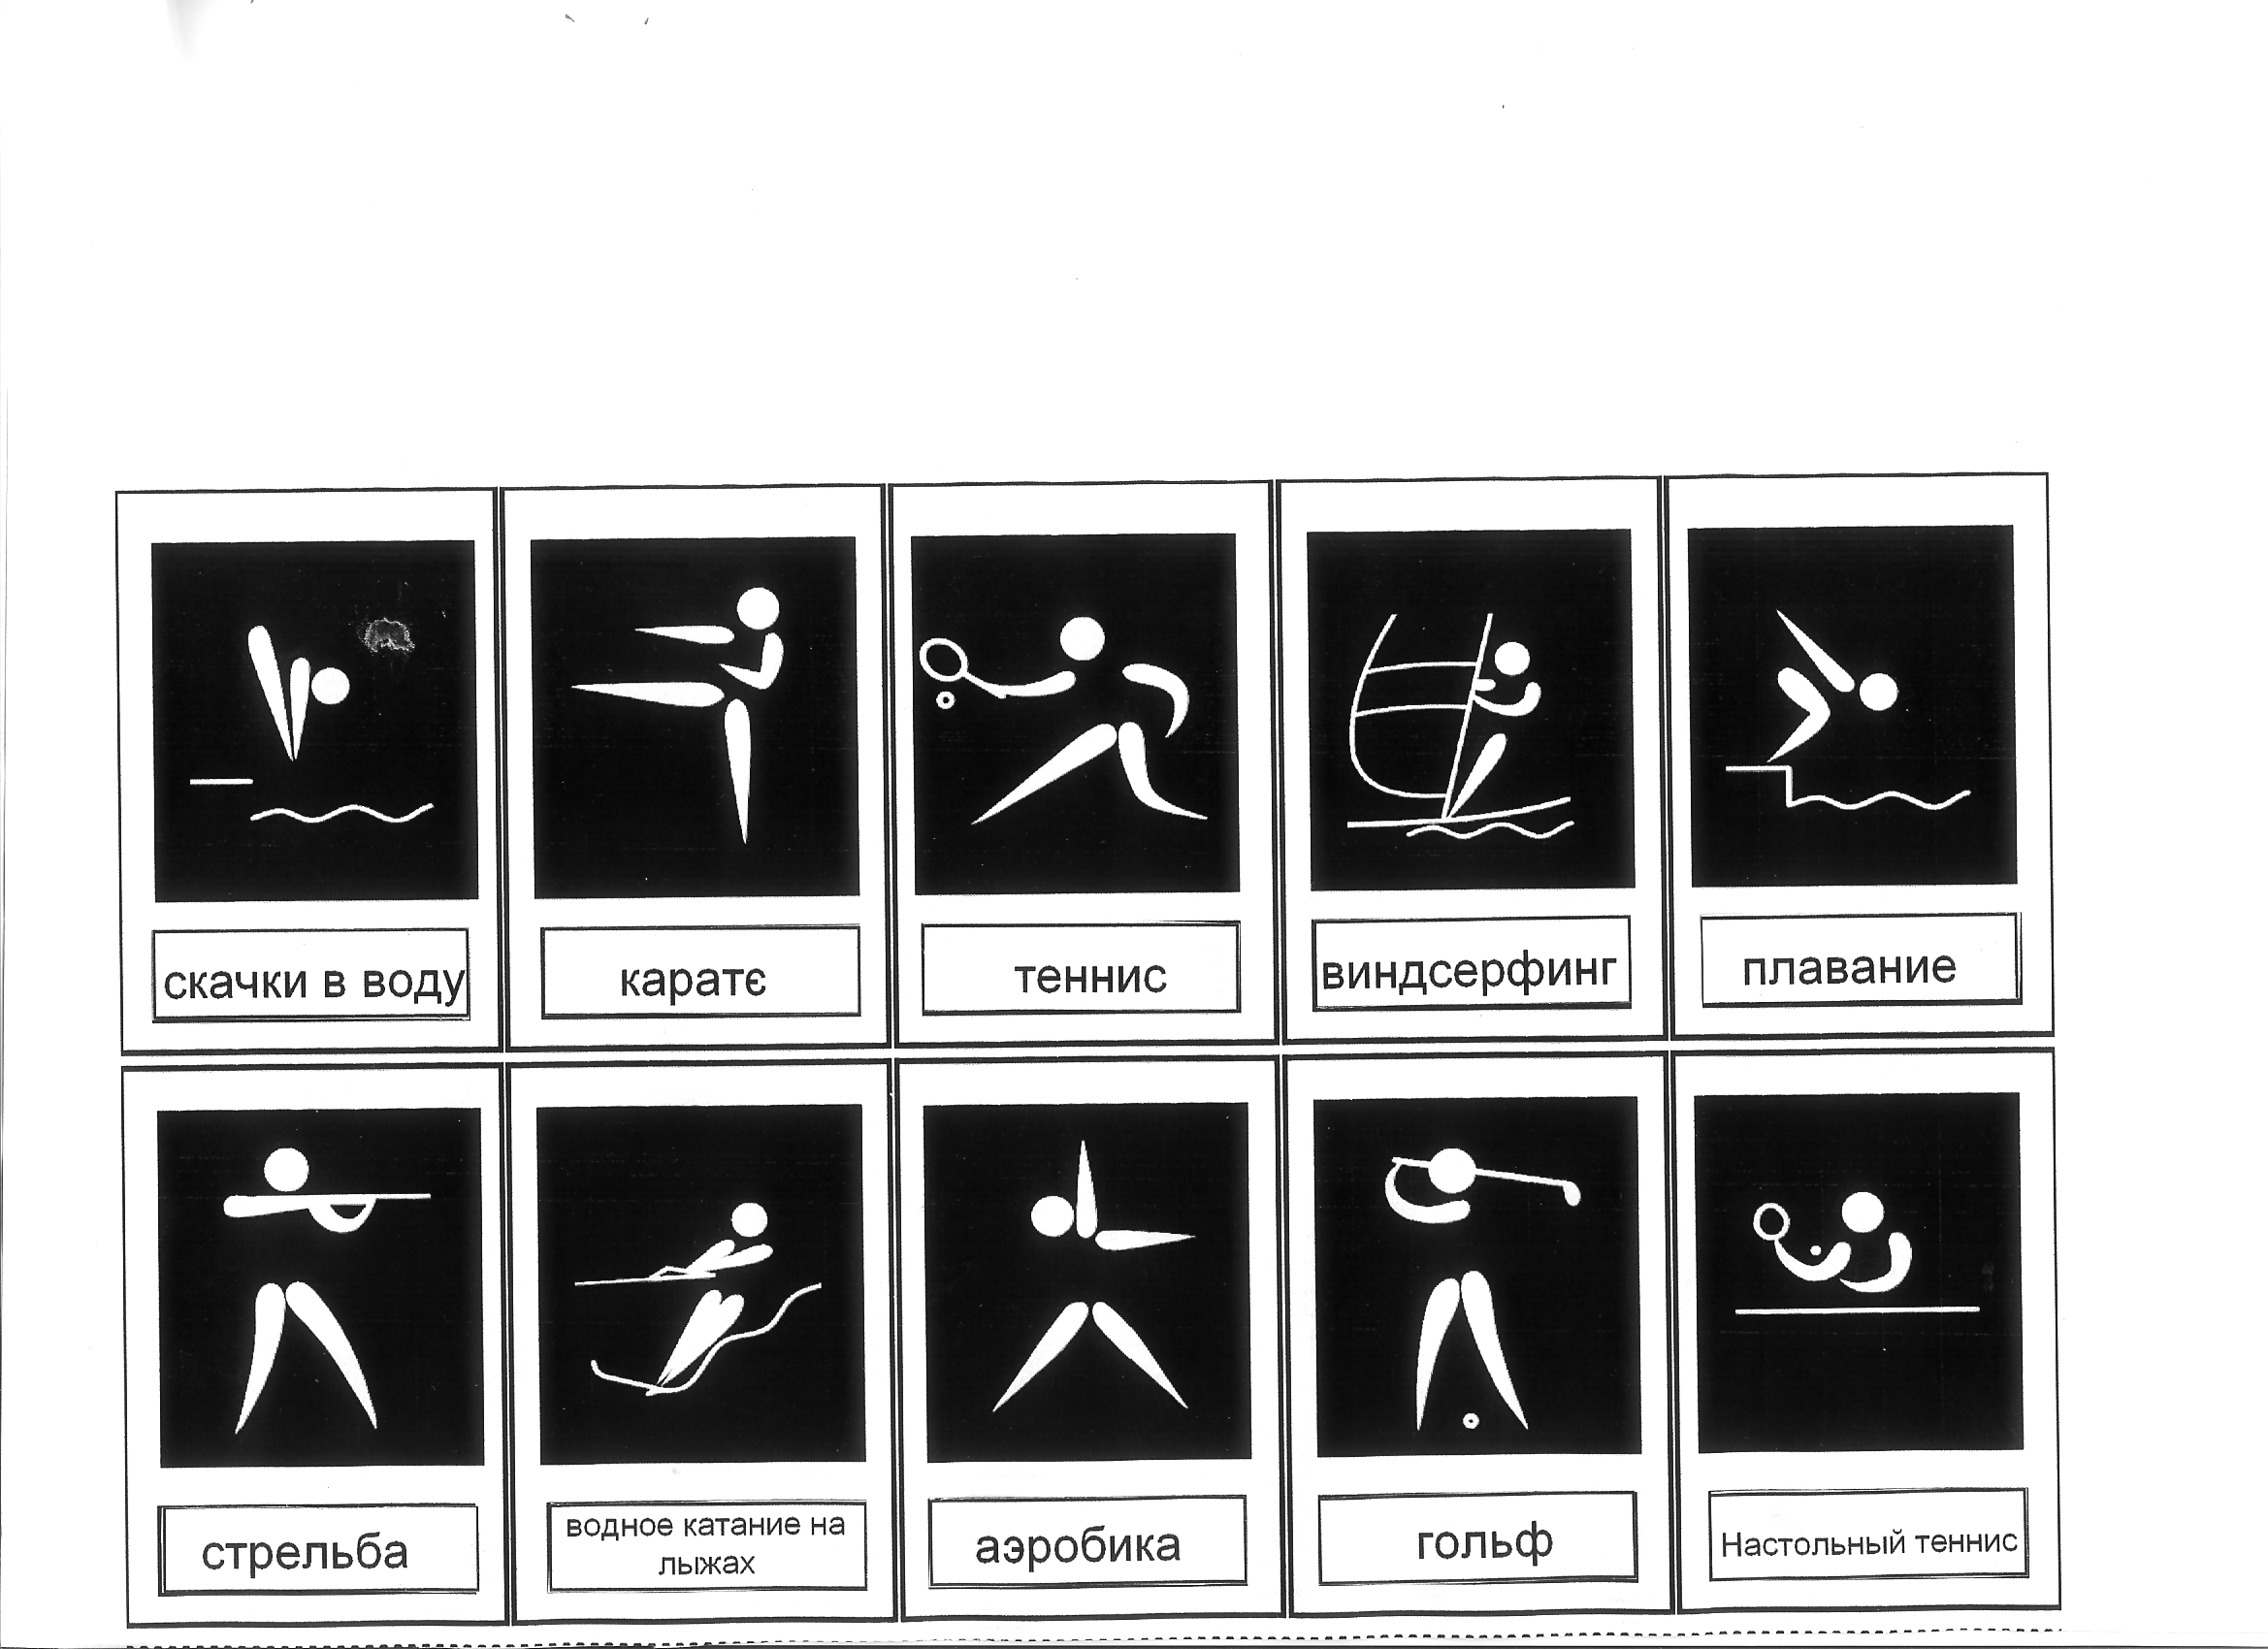 скачки в воду
каратє
теннис
виндсерфинг
плавание
стрельба
водное катание на
лыжах
аэробика
гольф
Настольный теннис